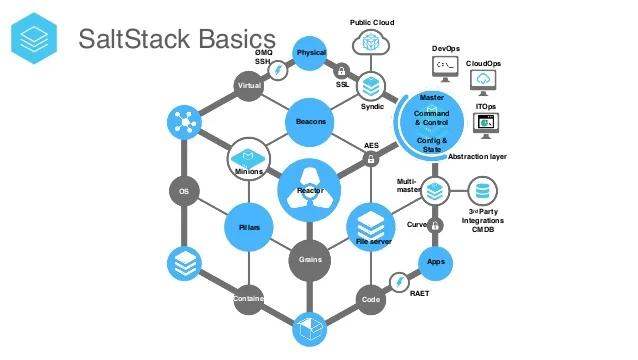 SaltStack Basics
Public Cloud
ØMQ
SSH
Physical
DevOps
CloudOps
Virtual
SSL
Syndic
Master
ITOps
Beacons
Command
& Control
AES
Config &
State
Abstraction layer
Minions
OS
Reactor
Multi-
master
3rd Party
Integrations
CMDB
Pillars
File server
Curve
Grains
Apps
Containe
Code
RAET